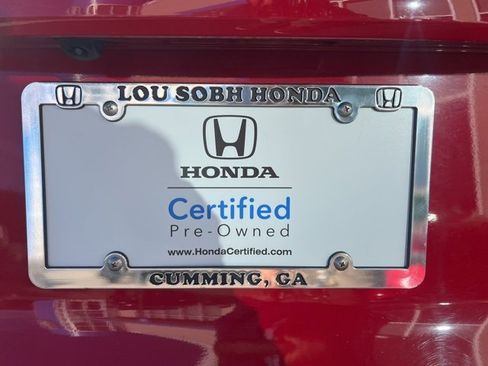 LOU SOBH HONDA
HONDA
Certified
Pre-Owned
www.HondaCertified.com
CUMMING, GA